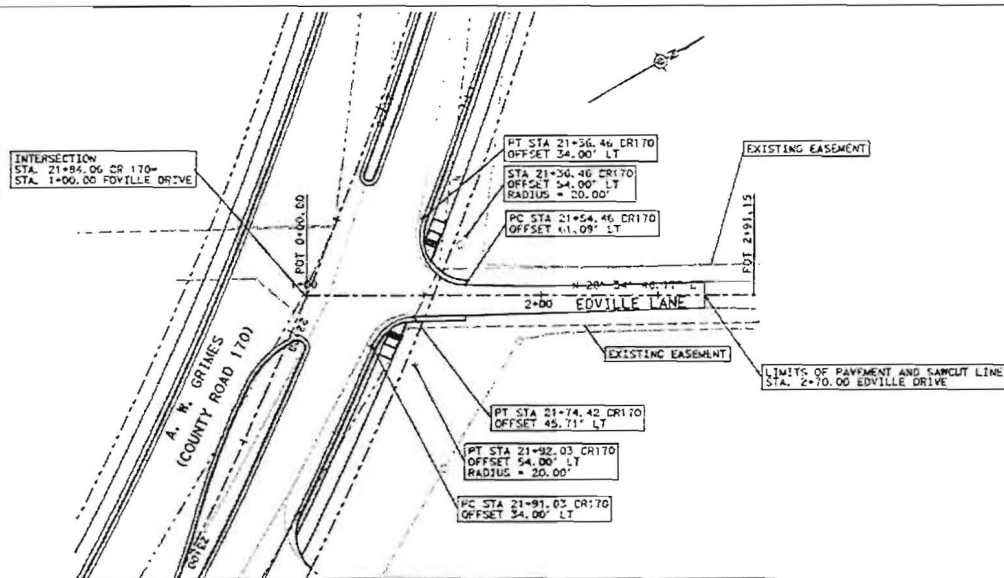 PT STA 21+36.46 CR170
OFFSET 34.00' LT
STA 21+36.46 CR170
OFFSET 54.00' LT
RADIUS = 20.00'
PC STA 21+54.46 CR170
OFFSET 61.09' LT
EXISTING EASEMENT
INTERSECTION
STA. 21+84.06 CR 170=
STA. 1+00.00 EDVILLE DRIVE
POT 0+00.00
POT 2+91.15
2+00
EDVILLE LANE
A. W. GRIMES
(COUNTY ROAD 170)
EXISTING EASEMENT
LIMITS OF PAVEMENT AND SAWCUT LINE
STA. 2+70.00 EDVILLE DRIVE
PT STA 21+74.42 CR170
OFFSET 45.71' LT
PT STA 21+92.03 CR170
OFFSET 54.00' LT
RADIUS = 20.00'
PC STA 21+91.03 CR170
OFFSET 34.00' LT
23+00